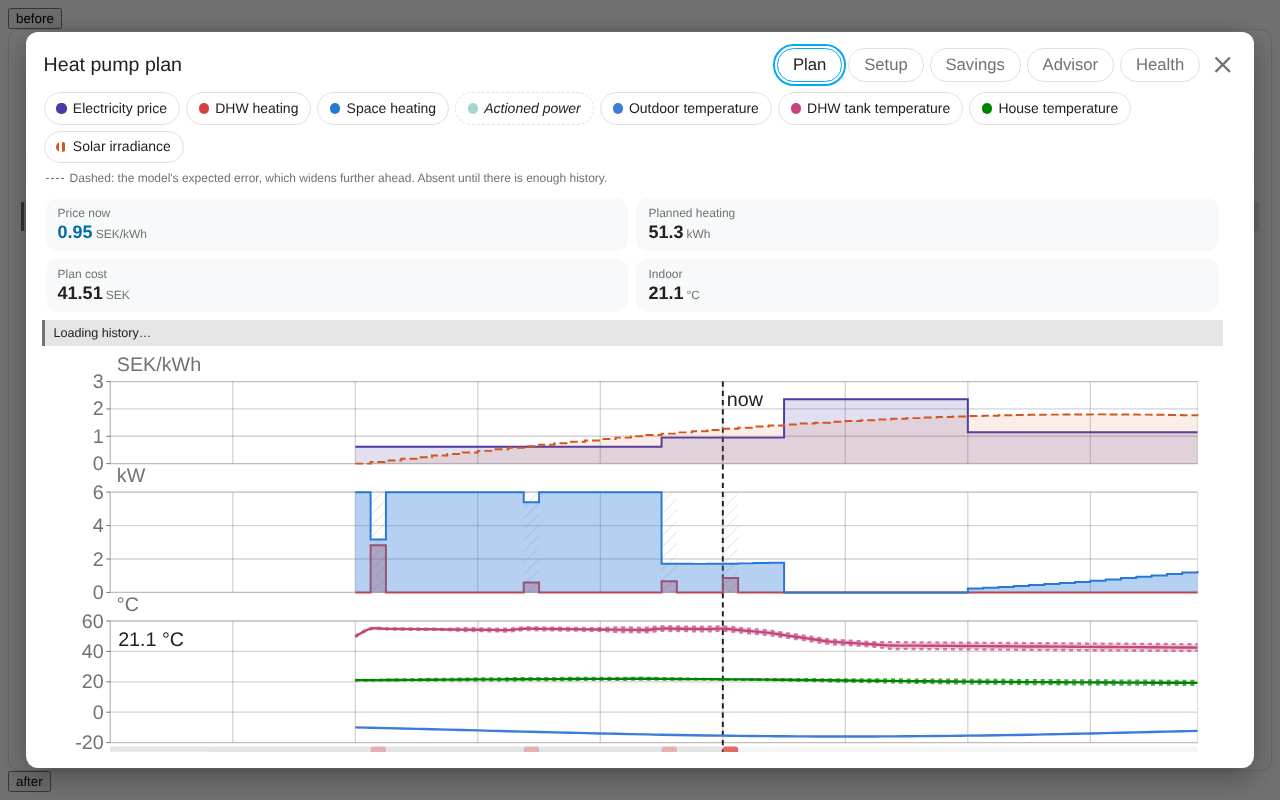 before
Heat pump plan
Plan
Setup
Savings
Advisor
Health
Electricity price
DHW heating
Space heating
Actioned power
Outdoor temperature
DHW tank temperature
House temperature
Solar irradiance
Dashed: the model's expected error, which widens further ahead. Absent until there is enough history.
Price now
0.95 SEK/kWh
Planned heating
51.3 kWh
Plan cost
41.51 SEK
Indoor
21.1 °C
Loading history…
SEK/kWh
3
2
1
0
now
kW
6
4
2
0
°C
60
40
20
0
-20
21.1 °C
after